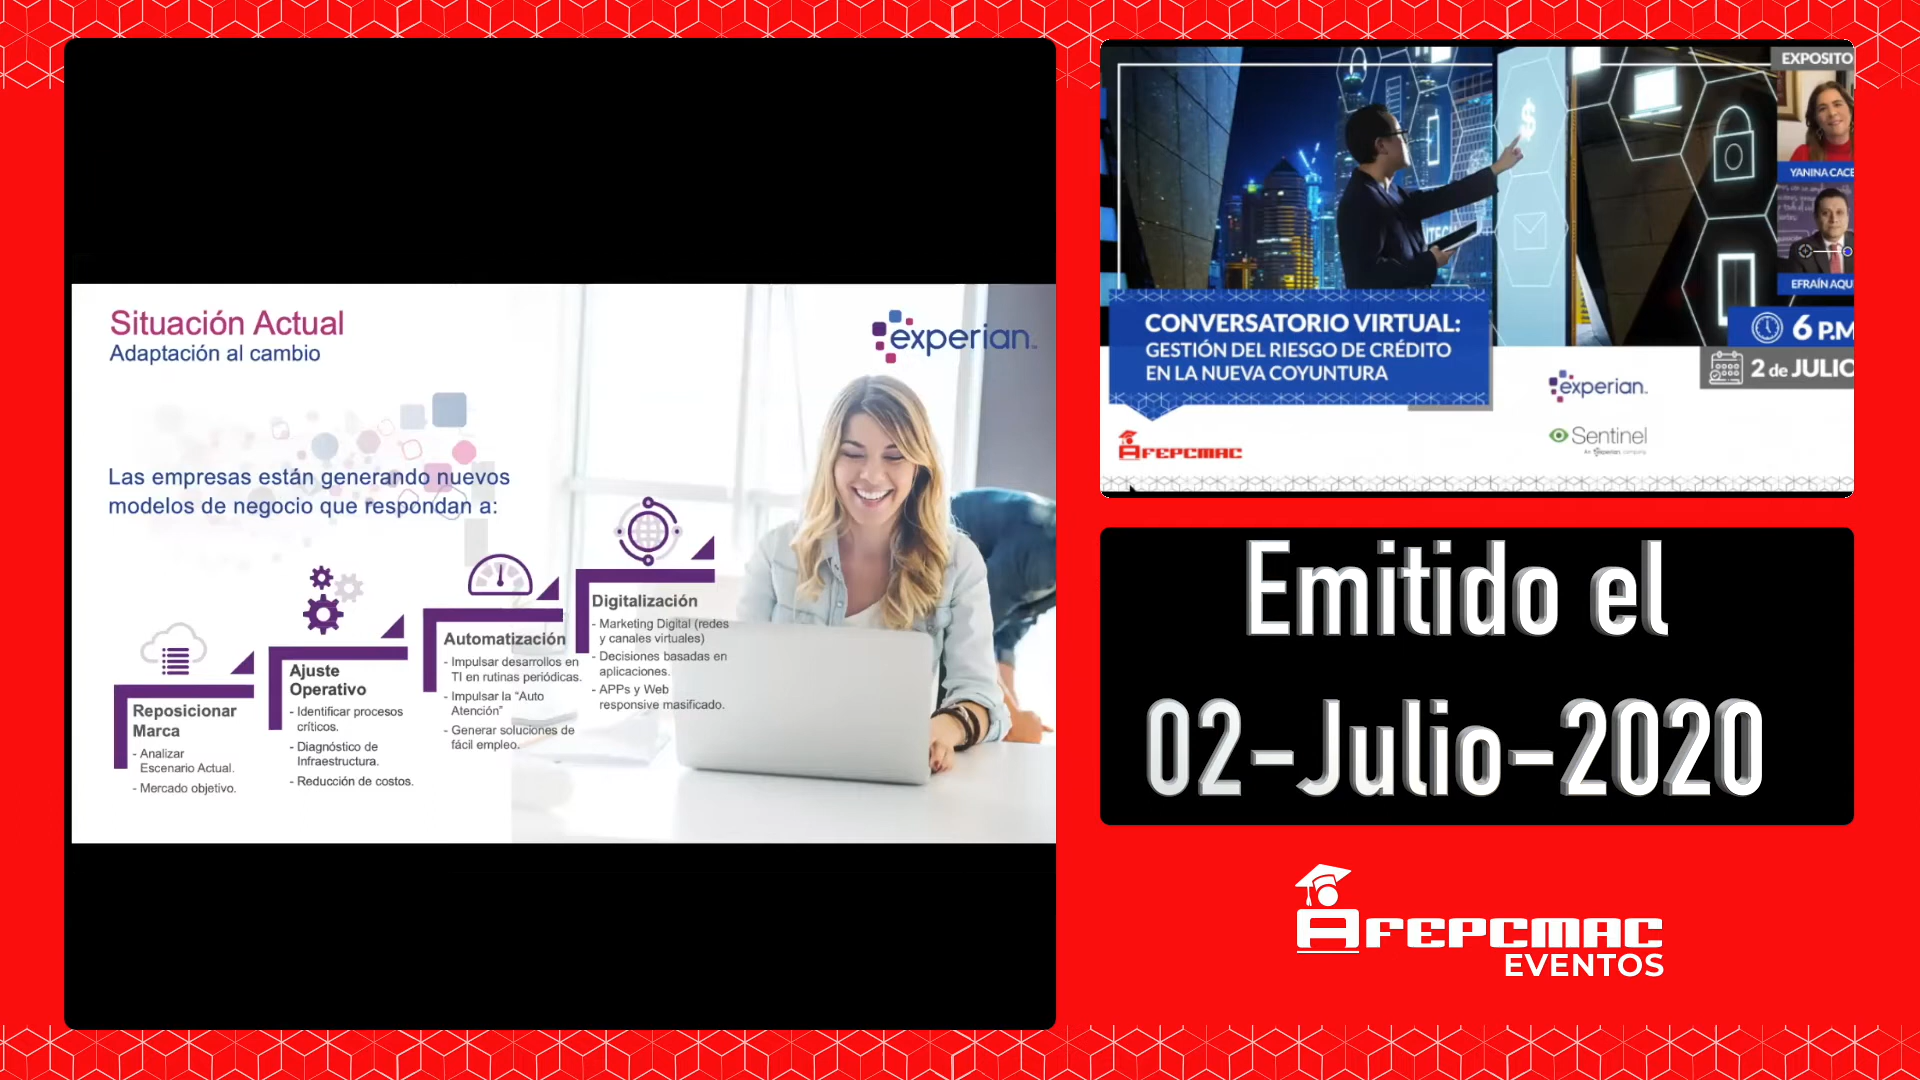 Situación Actual
Adaptación al cambio
experian
Las empresas están generando nuevos
modelos de negocio que respondan a:
Reposicionar
Marca
- Analizar
Escenario Actual.
- Mercado objetivo.
Ajuste
Operativo
- Identificar procesos
críticos.
- Diagnóstico de
Infraestructura.
- Reducción de costos.
Automatización
- Impulsar desarrollos en
TI en rutinas periódicas.
- Impulsar la “Auto
Atención”
- Generar soluciones de
fácil empleo.
Digitalización
- Marketing Digital (redes
y canales virtuales)
- Decisiones basadas en
aplicaciones.
- APPs y Web
responsive masificado.
EXPOSITO
YANINA CACE
EFRAÍN AQU
6 P.M
2 de JULIO
CONVERSATORIO VIRTUAL:
GESTIÓN DEL RIESGO DE CRÉDITO
EN LA NUEVA COYUNTURA
AFEPCMAC
experian.
Sentinel
Emitido el
02-Julio-2020
AFEPCMAC
EVENTOS